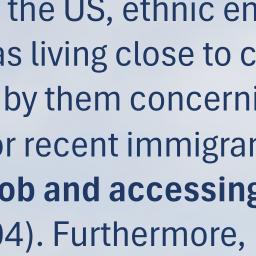 the US, ethnic en
as living close to c
by them concerni
or recent immigran
ob and accessing
04). Furthermore,